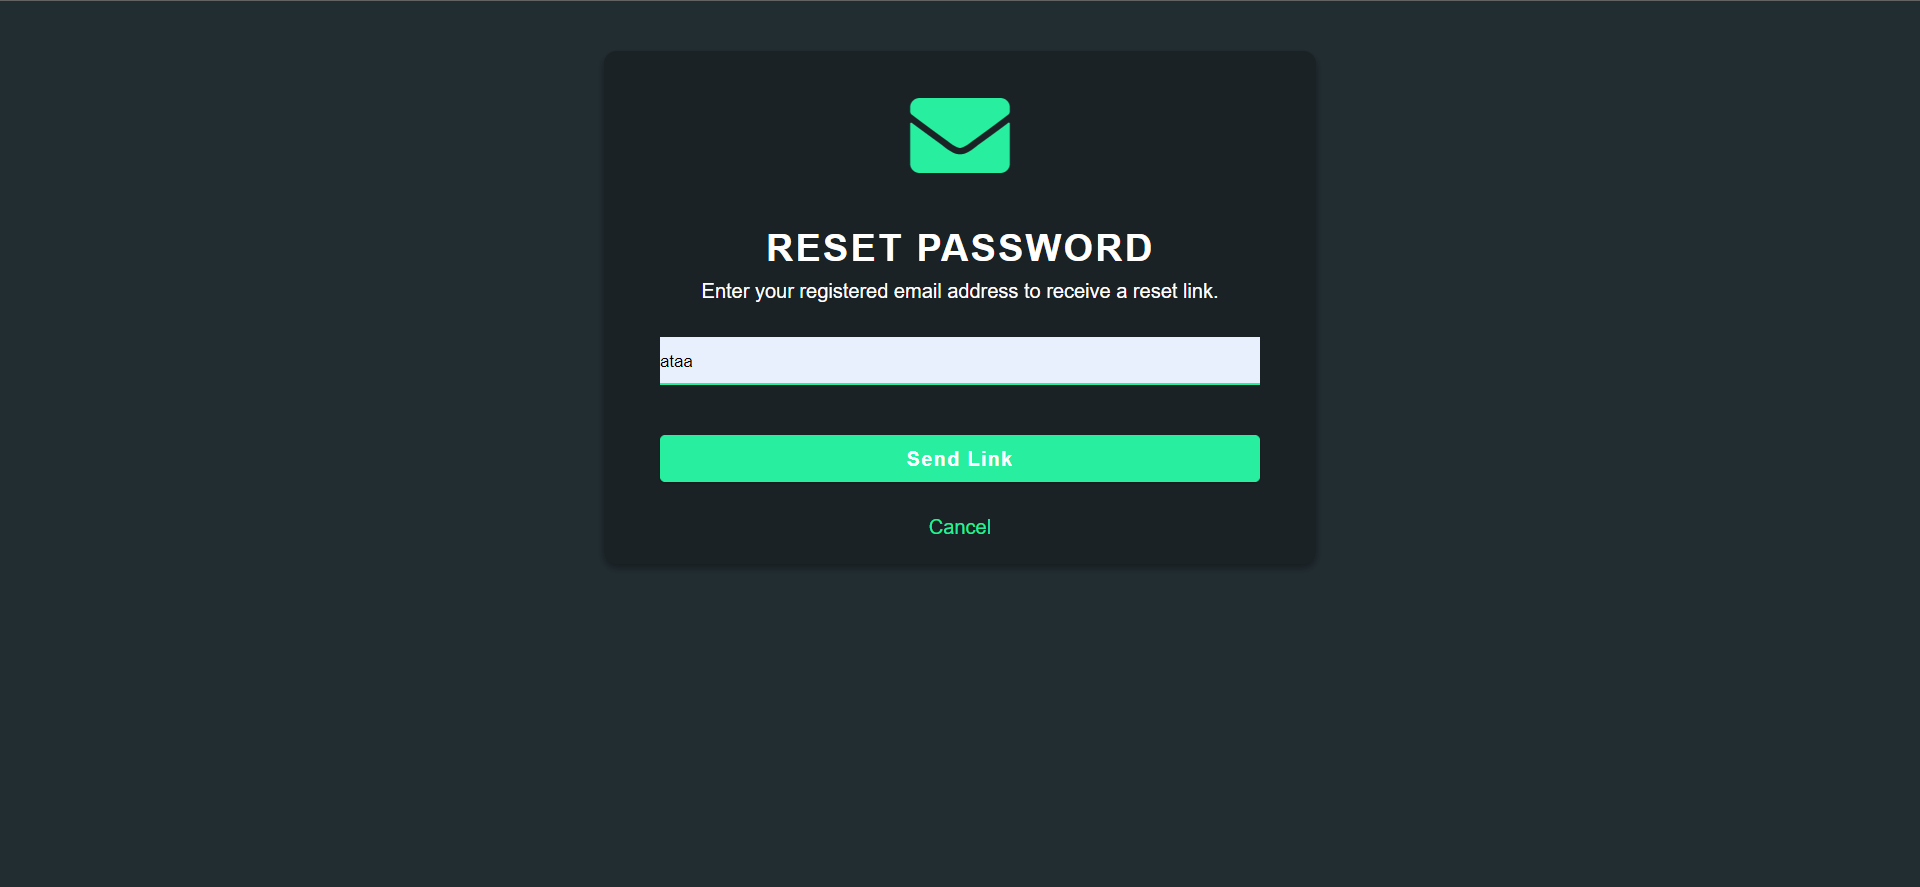 RESET PASSWORD
Enter your registered email address to receive a reset link.
ataa
Send Link
Cancel